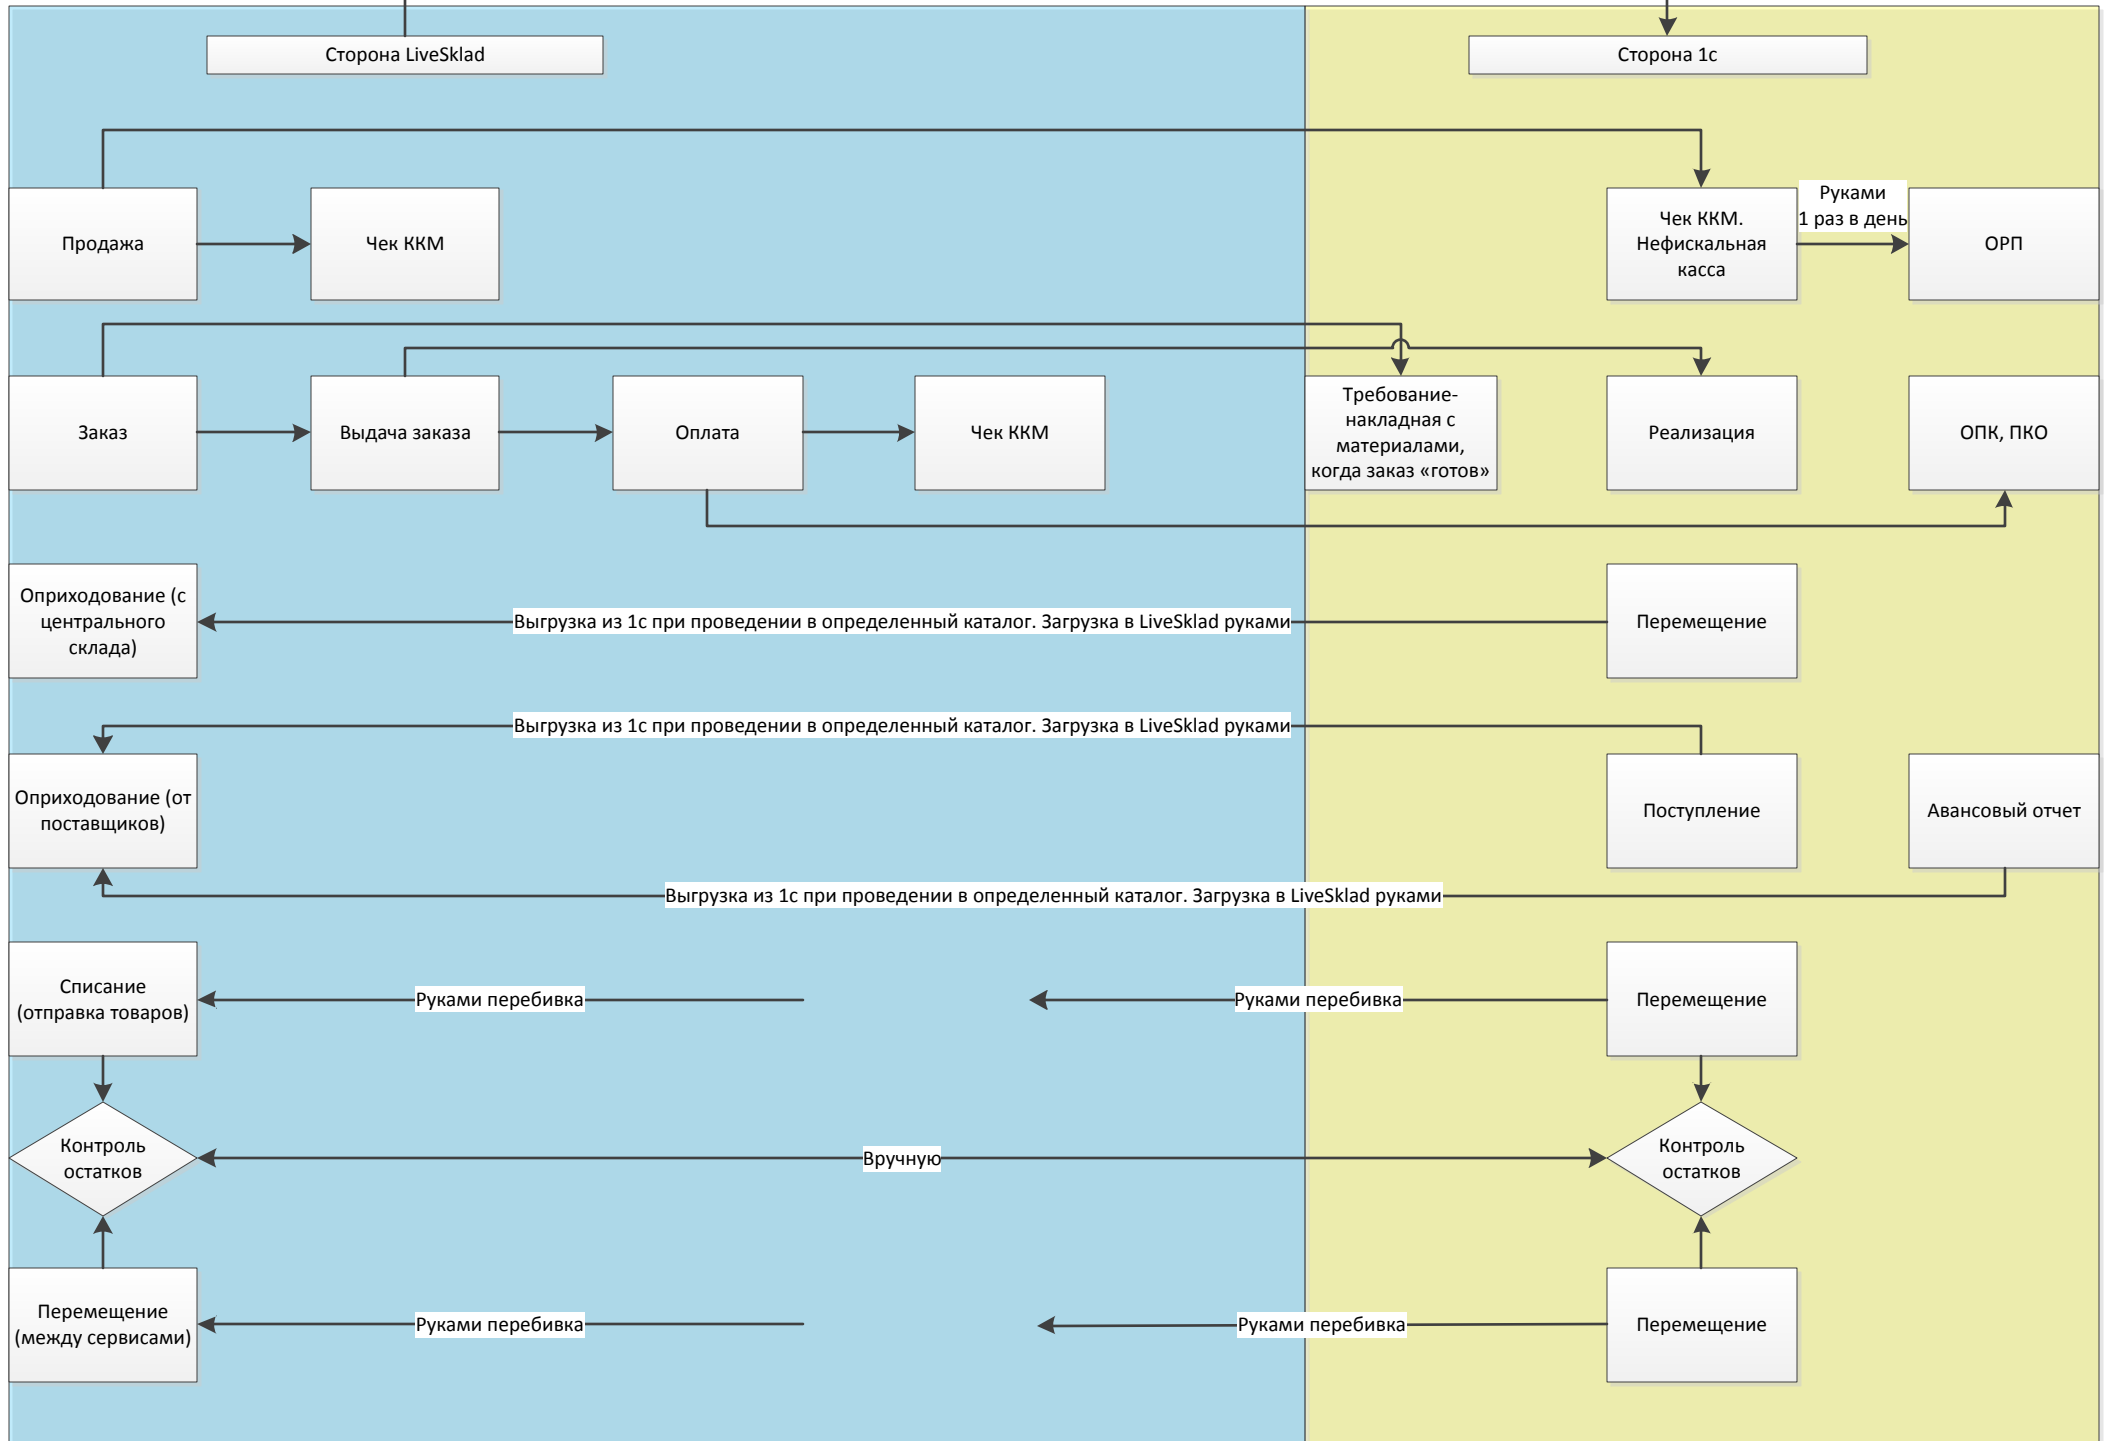 Сторона LiveSklad
Сторона 1с
Продажа
Чек ККМ
Чек ККМ.
Нефискальная
касса
Руками
1 раз в день
ОРП
Заказ
Выдача заказа
Оплата
Чек ККМ
Требование-
накладная с
материалами,
когда заказ «готов»
Реализация
ОПК, ПКО
Оприходование (с
центрального
склада)
Выгрузка из 1с при проведении в определенный каталог. Загрузка в LiveSklad руками
Перемещение
Выгрузка из 1с при проведении в определенный каталог. Загрузка в LiveSklad руками
Оприходование (от
поставщиков)
Поступление
Авансовый отчет
Выгрузка из 1с при проведении в определенный каталог. Загрузка в LiveSklad руками
Списание
(отправка товаров)
Руками перебивка
Руками перебивка
Перемещение
Контроль
остатков
Вручную
Контроль
остатков
Перемещение
(между сервисами)
Руками перебивка
Руками перебивка
Перемещение